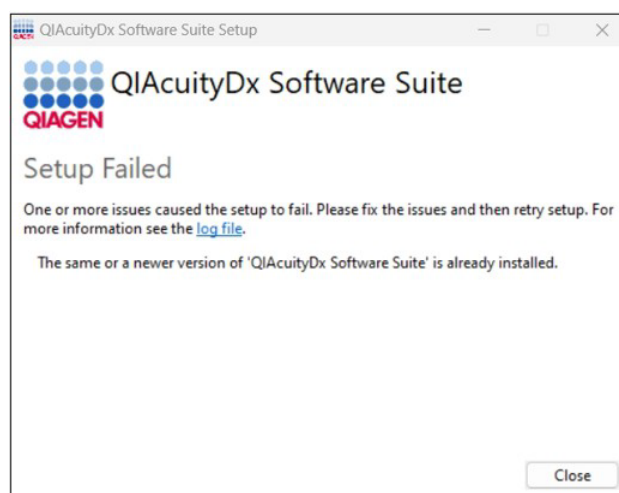 QIAcuityDx Software Suite Setup
QIAcuityDx Software Suite
QIAGEN
Setup Failed
One or more issues caused the setup to fail. Please fix the issues and then retry setup. For
more information see the log file.
The same or a newer version of 'QIAcuityDx Software Suite' is already installed.
Close